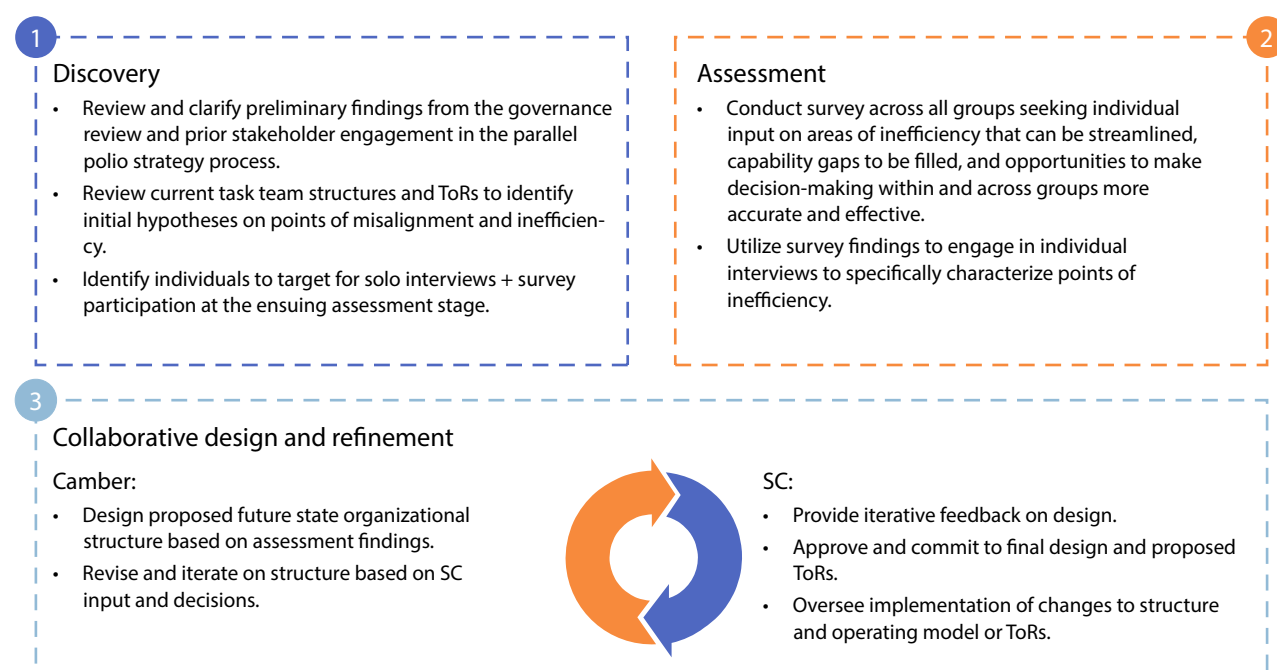 1
Discovery
• Review and clarify preliminary findings from the governance
review and prior stakeholder engagement in the parallel
polio strategy process.
• Review current task team structures and ToRs to identify
initial hypotheses on points of misalignment and inefficien-
cy.
• Identify individuals to target for solo interviews + survey
participation at the ensuing assessment stage.
2
Assessment
• Conduct survey across all groups seeking individual
input on areas of inefficiency that can be streamlined,
capability gaps to be filled, and opportunities to make
decision-making within and across groups more
accurate and effective.
• Utilize survey findings to engage in individual
interviews to specifically characterize points of
inefficiency.
3
Collaborative design and refinement
Camber:
• Design proposed future state organizational
structure based on assessment findings.
• Revise and iterate on structure based on SC
input and decisions.
SC:
• Provide iterative feedback on design.
• Approve and commit to final design and proposed
ToRs.
• Oversee implementation of changes to structure
and operating model or ToRs.